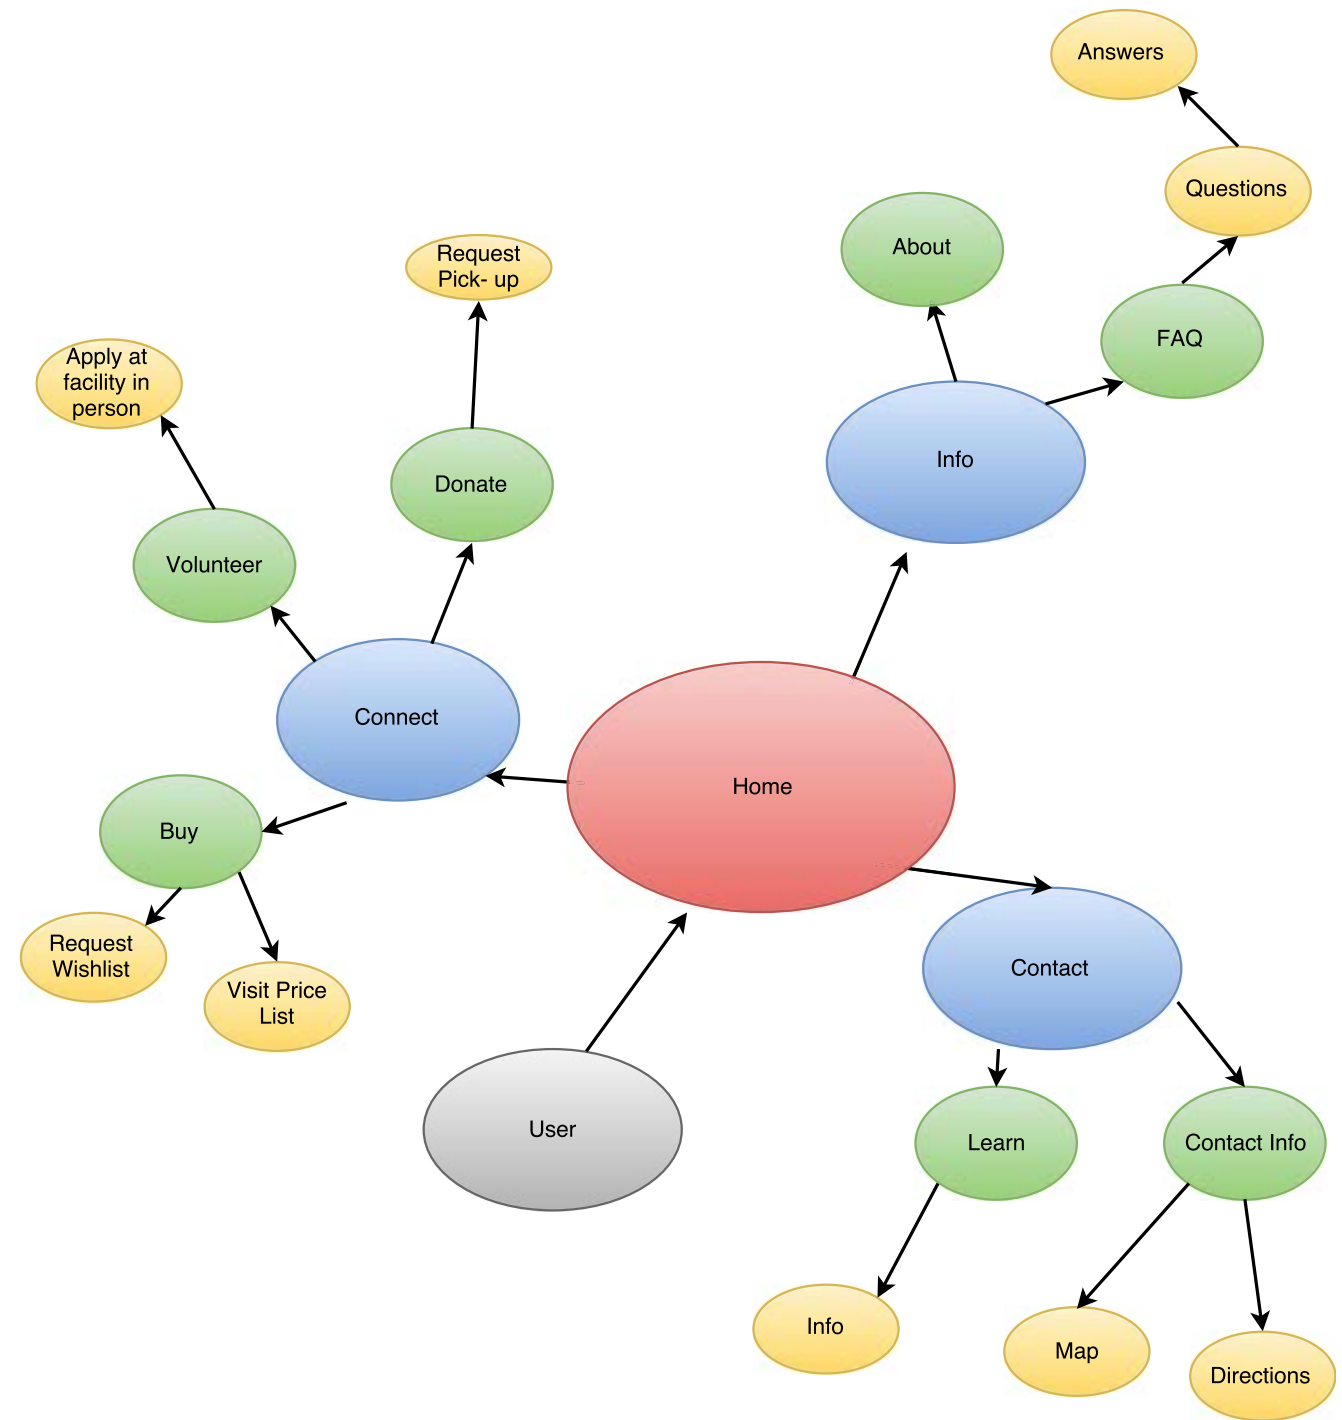 Answers
Questions
About
Request
Pick- up
FAQ
Apply at
facility in
person
Info
Donate
Volunteer
Connect
Home
Buy
Request
Wishlist
Contact
Visit Price
List
User
Learn
Contact Info
Info
Map
Directions